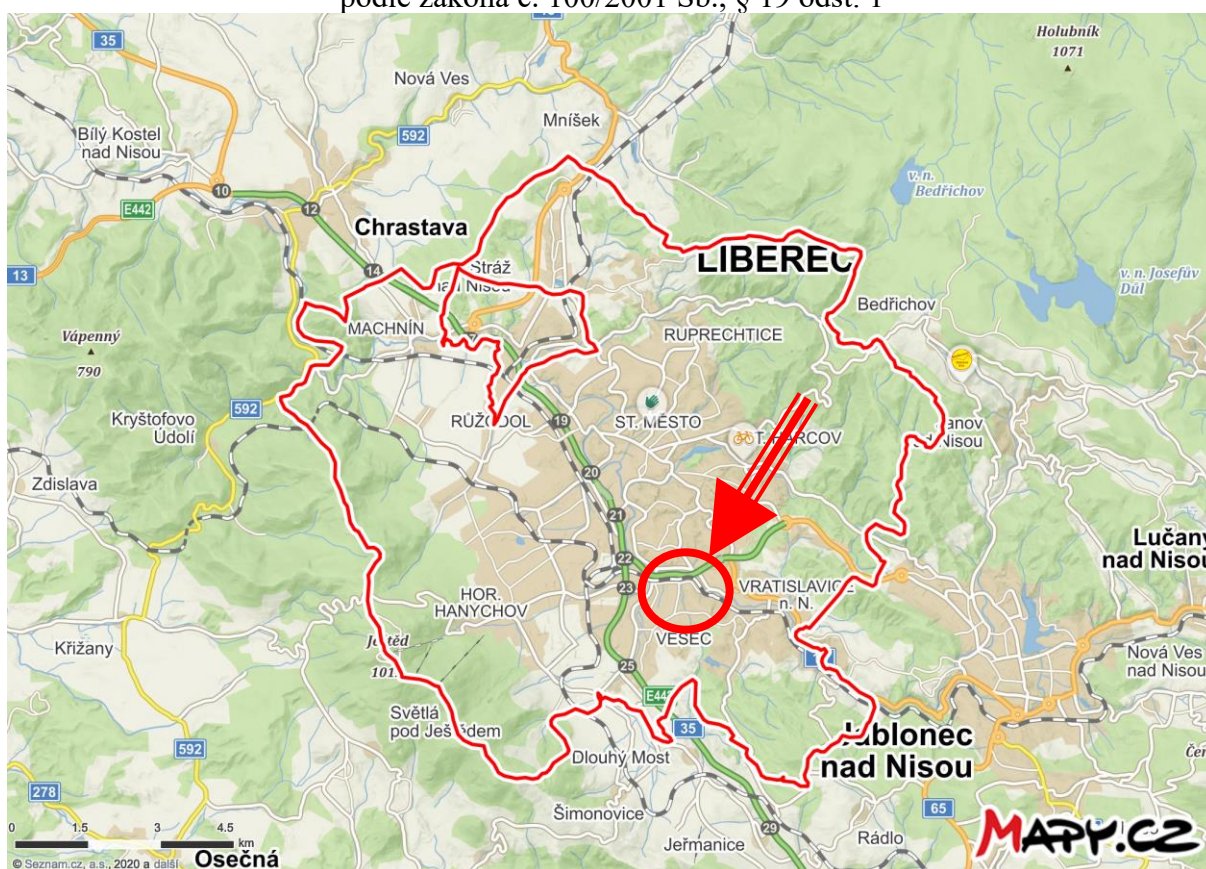 podle zákona č. 100/2001 Sb., § 19 odst. 1
35
Holubník
1071
Nová Ves
592
Mníšek
Bílý Kostel
nad Nisou
v. n.
Bedřichov
10
12
E442
Chrastava
LIBEREC
14
Stráž
nad Nisou
v. n. Josefův
Důl
13
Bedřichov
MACHNÍN
RUPRECHTICE
Vápenný
790
592
Kryštofovo
Údolí
RŮŽODOL
19
ST. MĚSTO
Janov
nad Nisou
HARCOV
Zdislava
20
21
Lučany
nad Nisou
22
23
VRATISLAVICE
n. N.
HOR.
HANYCHOV
VESEC
Ještěd
Křižany
25
Nová Ves
nad Nisou
Světlá
pod Ještědem
35
592
Jablonec
nad Nisou
Dlouhý Most
278
65
Šimonovice
0 1.5 3 4.5
km
29
Rádlo
Jeřmanice
MAPY.CZ
© Seznam.cz, a.s., 2020 a další
Osečná